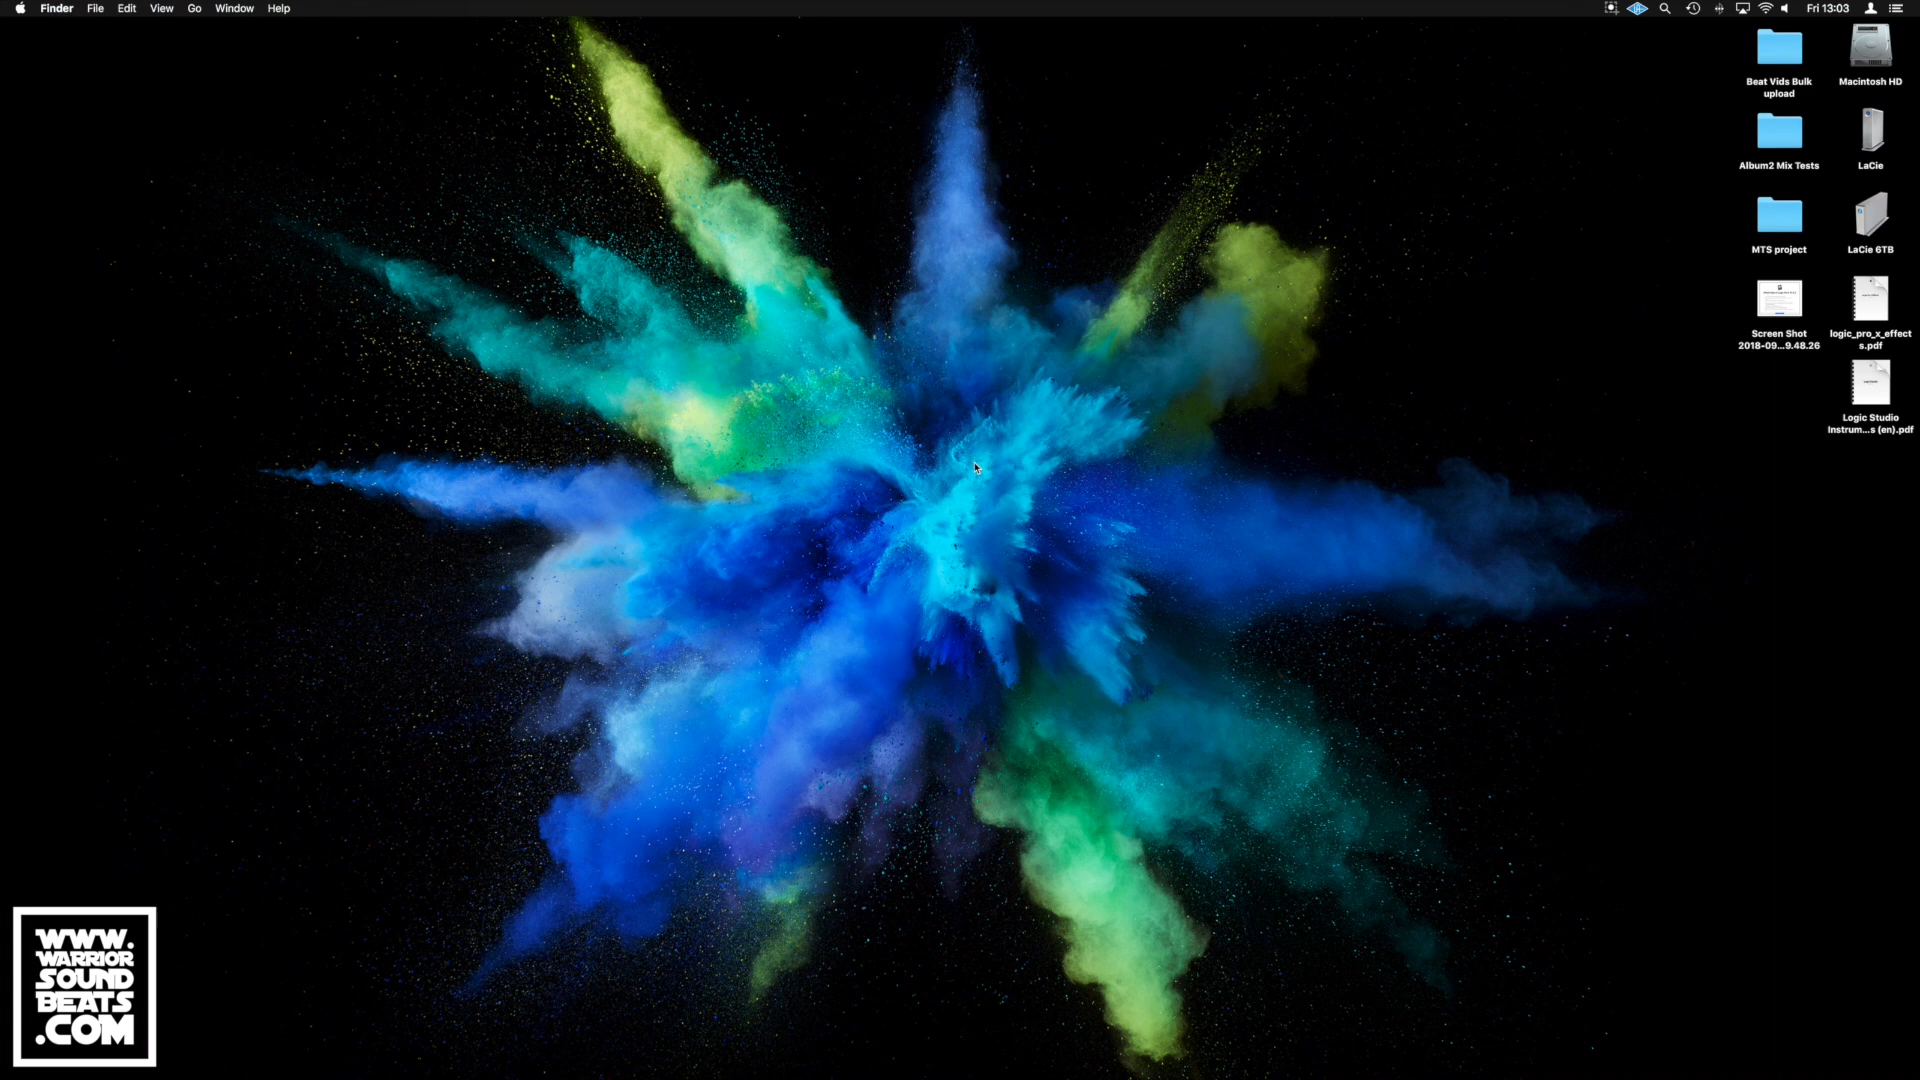 Finder File Edit View Go Window Help
Fri 13:03
Beat Vids Bulk
upload
Macintosh HD
Album2 Mix Tests
LaCie
MTS project
LaCie 6TB
Screen Shot
2018-09...9.48.26
logic_pro_x_effect
s.pdf
Logic Studio
Instrum...s (en).pdf
WWW.
WARRIOR
SOUND
BEATS
.COM